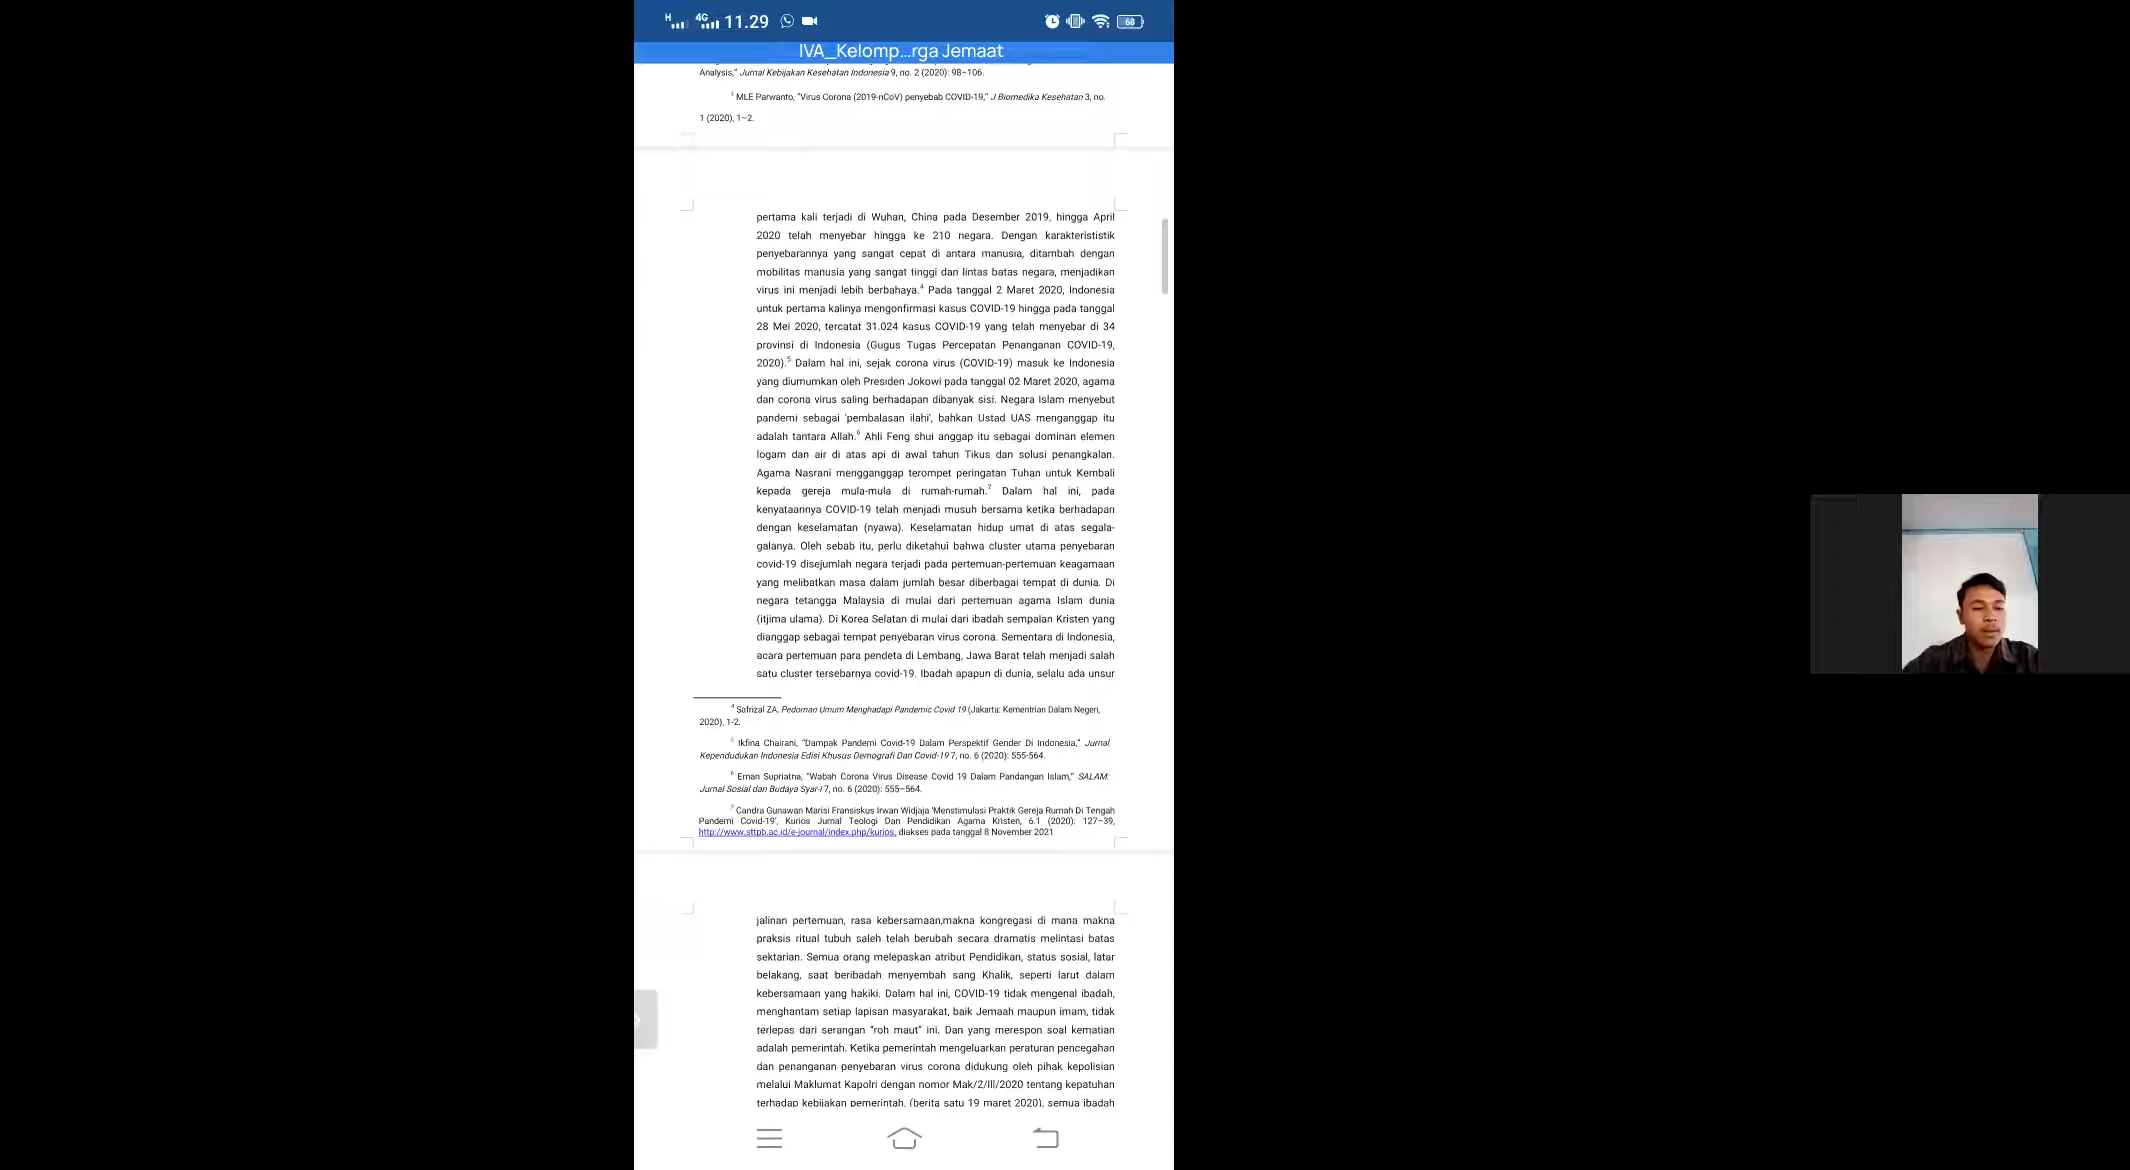 H 4G 11.29 68
IVA_Kelomp...rga Jemaat
Analysis," Jurnal Kebijakan Kesehatan Indonesia 9, no. 2 (2020): 98–106.
3 MLE Parwanto, "Virus Corona (2019-nCoV) penyebab COVID-19," J Biomedika Kesehatan 3, no.
1 (2020), 1–2.
pertama kali terjadi di Wuhan, China pada Desember 2019, hingga April
2020 telah menyebar hingga ke 210 negara. Dengan karakterististik
penyebarannya yang sangat cepat di antara manusia, ditambah dengan
mobilitas manusia yang sangat tinggi dan lintas batas negara, menjadikan
virus ini menjadi lebih berbahaya.4 Pada tanggal 2 Maret 2020, Indonesia
untuk pertama kalinya mengonfirmasi kasus COVID-19 hingga pada tanggal
28 Mei 2020, tercatat 31.024 kasus COVID-19 yang telah menyebar di 34
provinsi di Indonesia (Gugus Tugas Percepatan Penanganan COVID-19,
2020).5 Dalam hal ini, sejak corona virus (COVID-19) masuk ke Indonesia
yang diumumkan oleh Presiden Jokowi pada tanggal 02 Maret 2020, agama
dan corona virus saling berhadapan dibanyak sisi. Negara Islam menyebut
pandemi sebagai 'pembalasan ilahi', bahkan Ustad UAS menganggap itu
adalah tantara Allah.6 Ahli Feng shui anggap itu sebagai dominan elemen
logam dan air di atas api di awal tahun Tikus dan solusi penangkalan.
Agama Nasrani mengganggap terompet peringatan Tuhan untuk Kembali
kepada gereja mula-mula di rumah-rumah.7 Dalam hal ini, pada
kenyataannya COVID-19 telah menjadi musuh bersama ketika berhadapan
dengan keselamatan (nyawa). Keselamatan hidup umat di atas segala-
galanya. Oleh sebab itu, perlu diketahui bahwa cluster utama penyebaran
covid-19 disejumlah negara terjadi pada pertemuan-pertemuan keagamaan
yang melibatkan masa dalam jumlah besar diberbagai tempat di dunia. Di
negara tetangga Malaysia di mulai dari pertemuan agama Islam dunia
(itjima ulama). Di Korea Selatan di mulai dari ibadah sempalan Kristen yang
dianggap sebagai tempat penyebaran virus corona. Sementara di Indonesia,
acara pertemuan para pendeta di Lembang, Jawa Barat telah menjadi salah
satu cluster tersebarnya covid-19. Ibadah apapun di dunia, selalu ada unsur
4 Safrizal ZA, Pedoman Umum Menghadapi Pandemic Covid 19 (Jakarta: Kementrian Dalam Negeri,
2020), 1-2.
5 Ikfina Chairani, "Dampak Pandemi Covid-19 Dalam Perspektif Gender Di Indonesia," Jurnal
Kependudukan Indonesia Edisi Khusus Demografi Dan Covid-19 7, no. 6 (2020): 555-564.
6 Eman Supriatna, "Wabah Corona Virus Disease Covid 19 Dalam Pandangan Islam," SALAM:
Jurnal Sosial dan Budaya Syar-i 7, no. 6 (2020): 555–564.
7 Candra Gunawan Marisi Fransiskus Irwan Widjaja 'Menstimulasi Praktik Gereja Rumah Di Tengah
Pandemi Covid-19', Kurios Jurnal Teologi Dan Pendidikan Agama Kristen, 6.1 (2020): 127–39,
http://www.sttpb.ac.id/e-journal/index.php/kurios, diakses pada tanggal 8 November 2021
jalinan pertemuan, rasa kebersamaan,makna kongregasi di mana makna
praksis ritual tubuh saleh telah berubah secara dramatis melintasi batas
sektarian. Semua orang melepaskan atribut Pendidikan, status sosial, latar
belakang, saat beribadah menyembah sang Khalik, seperti larut dalam
kebersamaan yang hakiki. Dalam hal ini, COVID-19 tidak mengenal ibadah,
menghantam setiap lapisan masyarakat, baik Jemaah maupun imam, tidak
terlepas dari serangan "roh maut" ini. Dan yang merespon soal kematian
adalah pemerintah. Ketika pemerintah mengeluarkan peraturan pencegahan
dan penanganan penyebaran virus corona didukung oleh pihak kepolisian
melalui Maklumat Kapolri dengan nomor Mak/2/III/2020 tentang kepatuhan
terhadap kebijakan pemerintah. (berita satu 19 maret 2020). semua ibadah